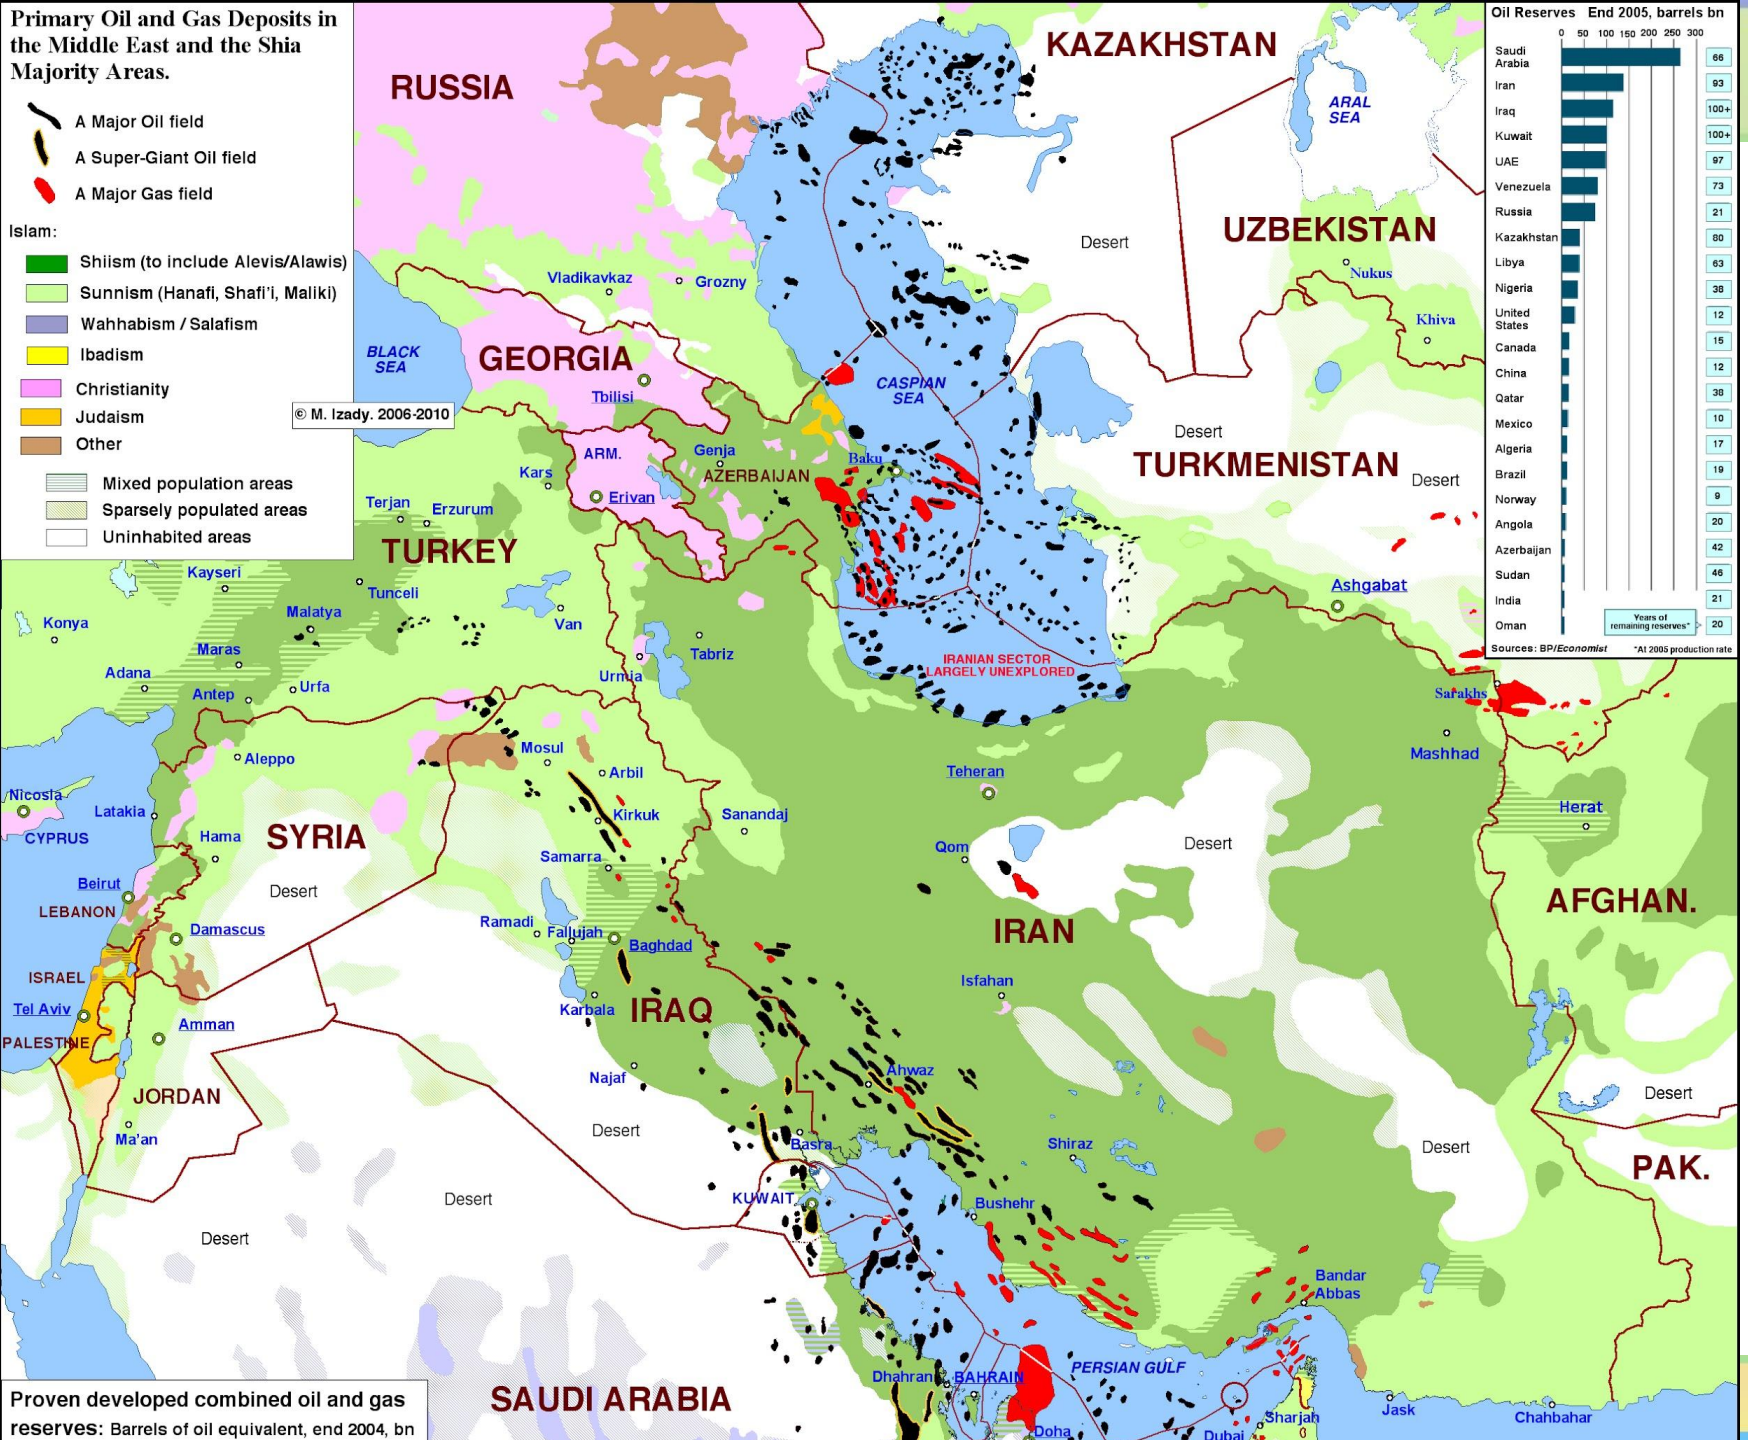 Primary Oil and Gas Deposits in
the Middle East and the Shia
Majority Areas.
A Major Oil field
A Super-Giant Oil field
A Major Gas field
Islam:
Shiism (to include Alevis/Alawis)
Sunnism (Hanafi, Shafi'i, Maliki)
Wahhabism / Salafism
Ibadism
Christianity
Judaism
Other
Mixed population areas
Sparsely populated areas
Uninhabited areas
© M. Izady. 2006-2010
Oil Reserves End 2005, barrels bn
0 50 100 150 200 250 300
Saudi
Arabia 66
Iran 93
Iraq 100+
Kuwait 100+
UAE 97
Venezuela 73
Russia 21
Kazakhstan 80
Libya 63
Nigeria 38
United
States 12
Canada 15
China 12
Qatar 38
Mexico 10
Algeria 17
Brazil 19
Norway 9
Angola 20
Azerbaijan 42
Sudan 46
India 21
Oman 20
Years of
remaining reserves*
Sources: BP/Economist *At 2005 production rate
RUSSIA
KAZAKHSTAN
ARAL
SEA
UZBEKISTAN
Desert
Nukus
Khiva
Vladikavkaz
Grozny
BLACK
SEA
GEORGIA
Tbilisi
CASPIAN
SEA
Desert
TURKMENISTAN
Desert
ARM.
Genja
AZERBAIJAN
Baku
Kars
Erivan
Terjan
Erzurum
TURKEY
Kayseri
Tunceli
Malatya
Konya
Van
Maras
Tabriz
Adana
Antep
Urfa
Urmia
IRANIAN SECTOR
LARGELY UNEXPLORED
Ashgabat
Sarakhs
Mashhad
Aleppo
Mosul
Arbil
Teheran
Nicosia
CYPRUS
Latakia
SYRIA
Hama
Kirkuk
Sanandaj
Herat
Samarra
Qom
Desert
Beirut
LEBANON
Desert
Damascus
Ramadi
Fallujah
Baghdad
IRAN
AFGHAN.
ISRAEL
Tel Aviv
Amman
PALESTINE
Karbala
IRAQ
Isfahan
JORDAN
Najaf
Ahwaz
Desert
Ma'an
Desert
Basra
Shiraz
Desert
PAK.
Desert
KUWAIT
Bushehr
Desert
Bandar
Abbas
SAUDI ARABIA
Dhahran
BAHRAIN
PERSIAN GULF
Doha
Dubai
Sharjah
Jask
Chahbahar
Proven developed combined oil and gas
reserves: Barrels of oil equivalent, end 2004, bn